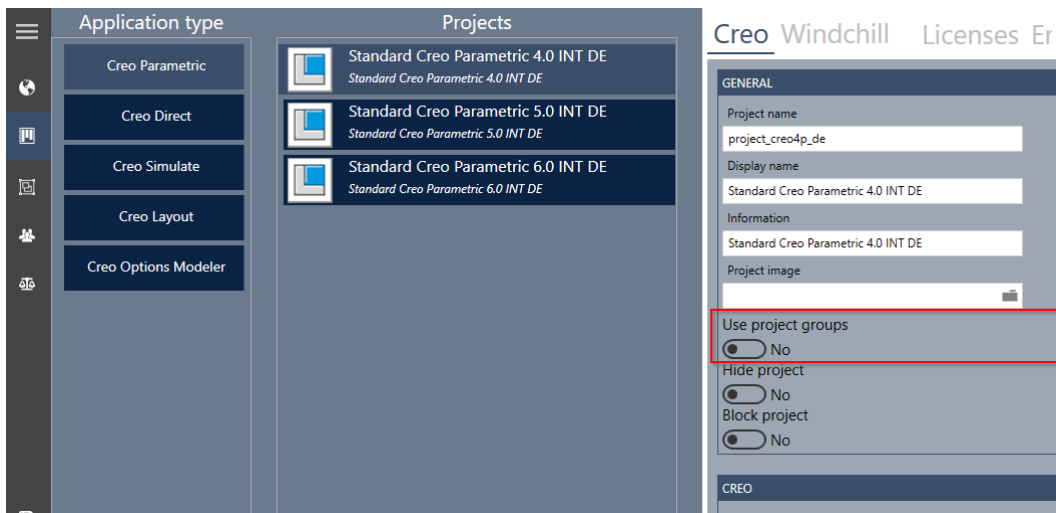 Application type
Creo Parametric
Creo Direct
Creo Simulate
Creo Layout
Creo Options Modeler
Projects
Standard Creo Parametric 4.0 INT DE
Standard Creo Parametric 4.0 INT DE
Standard Creo Parametric 5.0 INT DE
Standard Creo Parametric 5.0 INT DE
Standard Creo Parametric 6.0 INT DE
Standard Creo Parametric 6.0 INT DE
Creo Windchill Licenses Er
GENERAL
Project name
project_creo4p_de
Display name
Standard Creo Parametric 4.0 INT DE
Information
Standard Creo Parametric 4.0 INT DE
Project image
Use project groups
No
Hide project
No
Block project
No
CREO